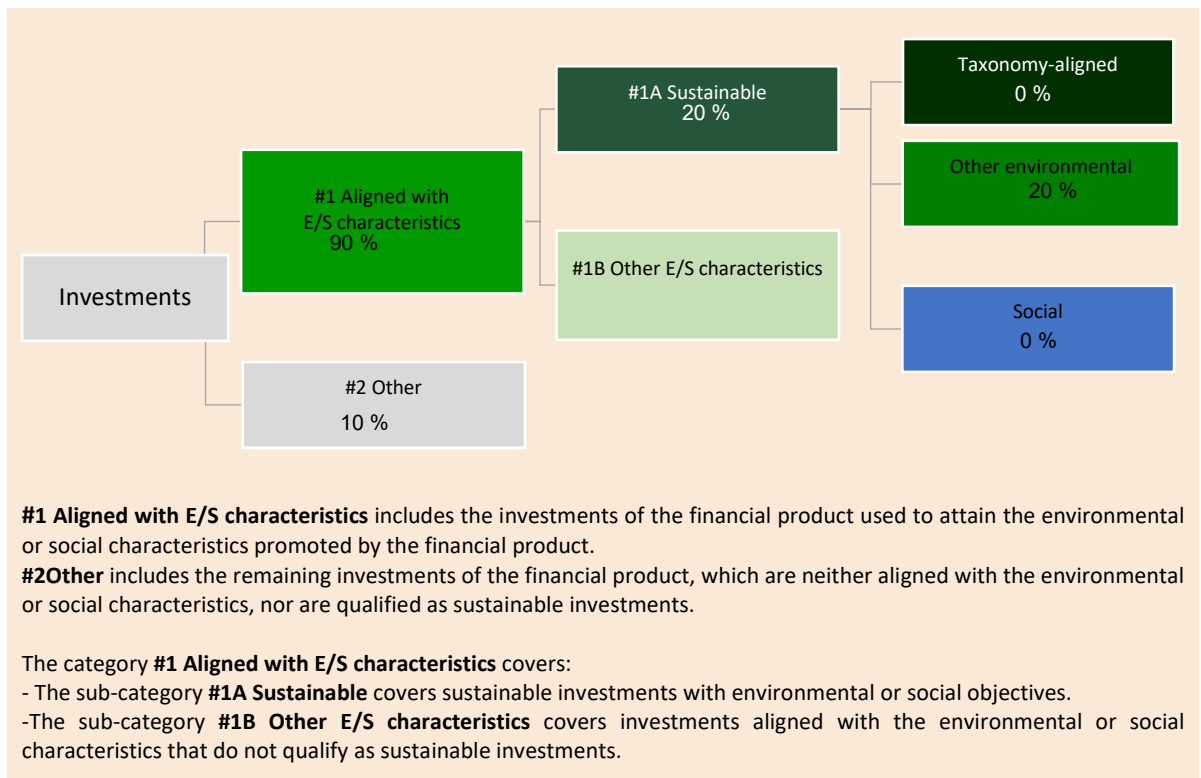 Investments
#1 Aligned with
E/S characteristics
90 %
#2 Other
10 %
#1A Sustainable
20 %
#1B Other E/S characteristics
Taxonomy-aligned
0 %
Other environmental
20 %
Social
0 %
#1 Aligned with E/S characteristics includes the investments of the financial product used to attain the environmental
or social characteristics promoted by the financial product.
#2Other includes the remaining investments of the financial product, which are neither aligned with the environmental
or social characteristics, nor are qualified as sustainable investments.
The category #1 Aligned with E/S characteristics covers:
- The sub-category #1A Sustainable covers sustainable investments with environmental or social objectives.
-The sub-category #1B Other E/S characteristics covers investments aligned with the environmental or social
characteristics that do not qualify as sustainable investments.